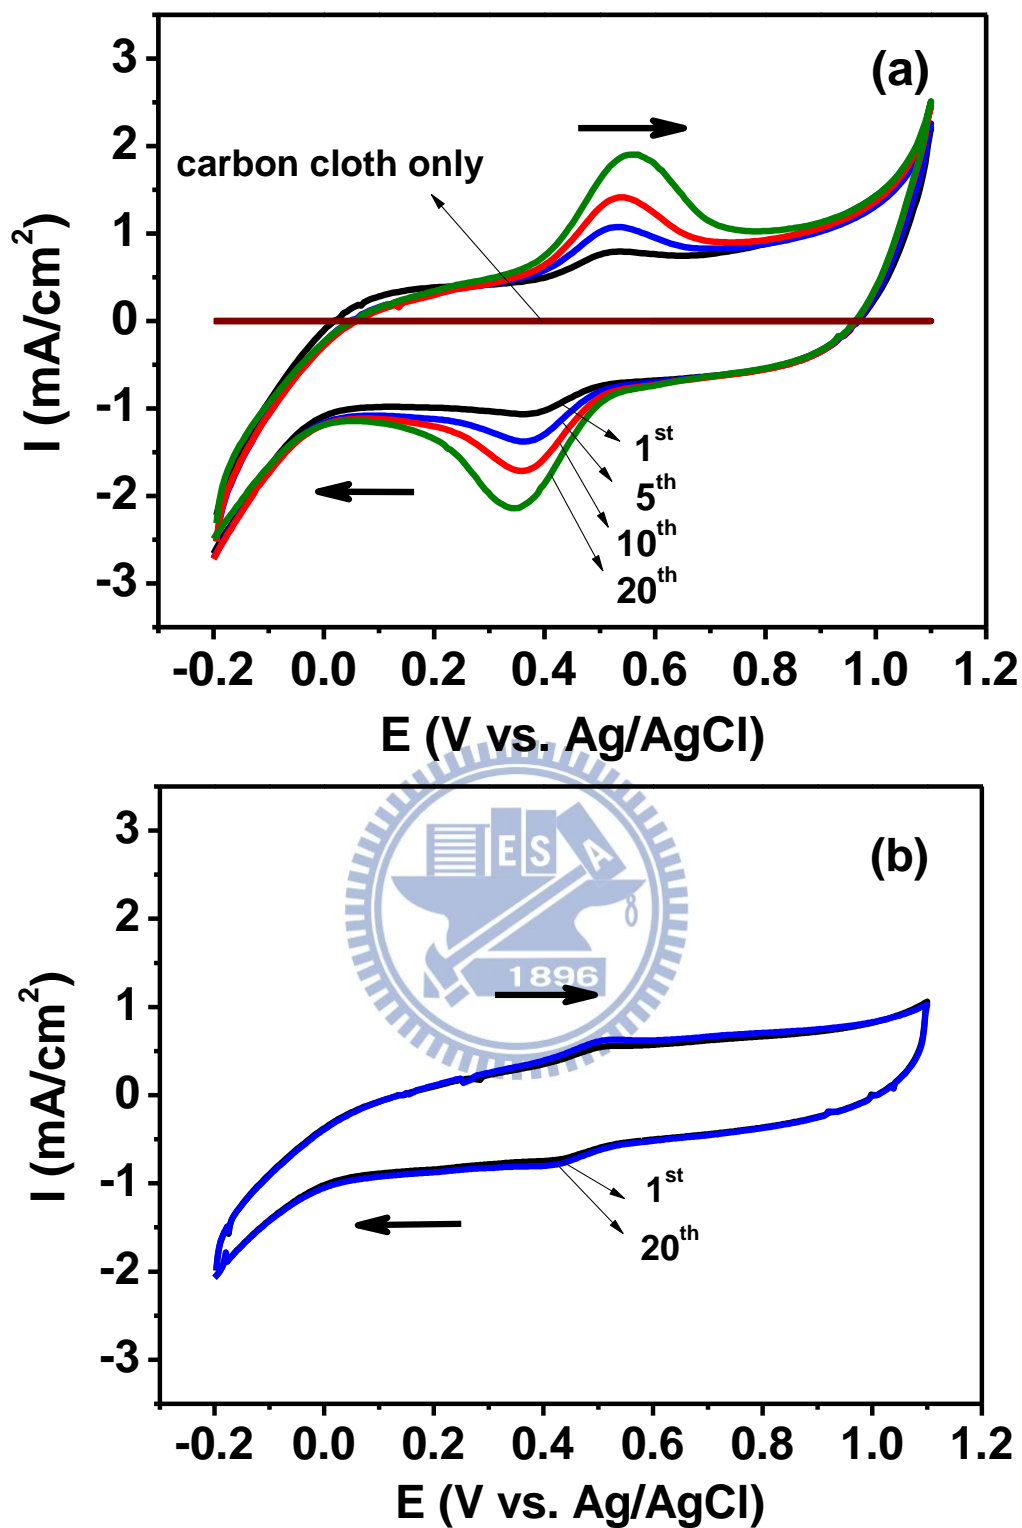 (a)
carbon cloth only
3
2
1
0
-1
-2
-3
I (mA/cm²)
1st
5th
10th
20th
-0.2 0.0 0.2 0.4 0.6 0.8 1.0 1.2
E (V vs. Ag/AgCl)
(b)
E S A
1896
3
2
1
0
-1
-2
-3
I (mA/cm²)
1st
20th
-0.2 0.0 0.2 0.4 0.6 0.8 1.0 1.2
E (V vs. Ag/AgCl)